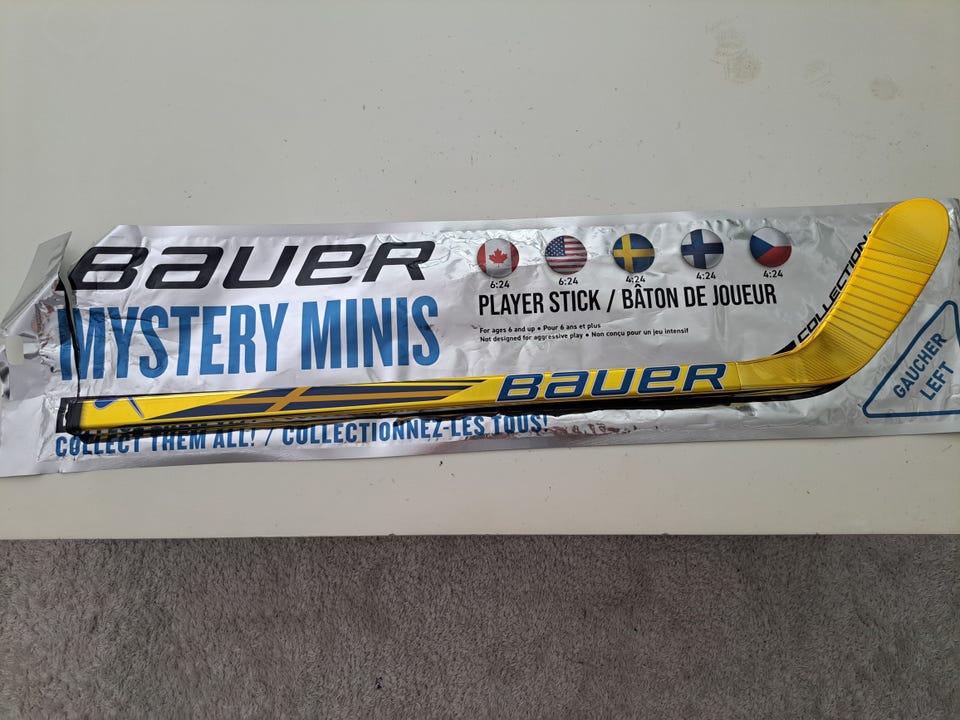 BAUER
MYSTERY MINIS
6:24
6:24
4:24
4:24
4:24
PLAYER STICK / BÂTON DE JOUEUR
For ages 6 and up • Pour 6 ans et plus
Not designed for aggressive play • Non conçu pour un jeu intensif
COLLECTION
BAUER
GAUCHER
LEFT
COLLECT THEM ALL! / COLLECTIONNEZ-LES TOUS!